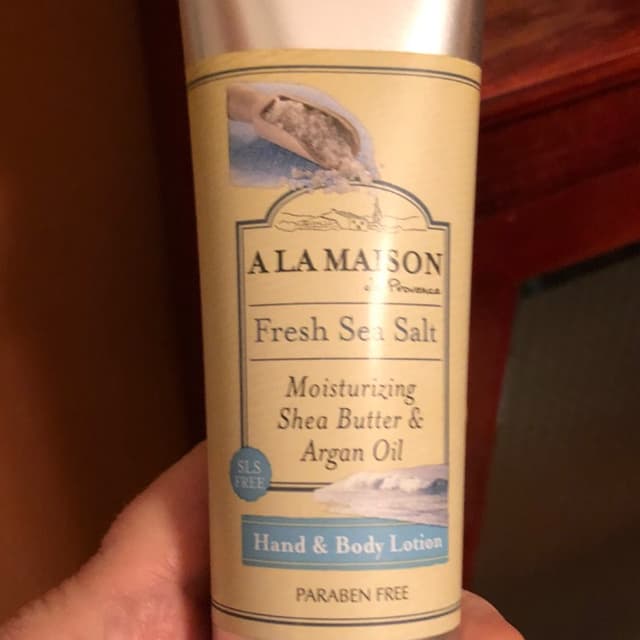 A LA MAISON
de Provence
Fresh Sea Salt
Moisturizing
Shea Butter &
Argan Oil
SLS
FREE
Hand & Body Lotion
PARABEN FREE